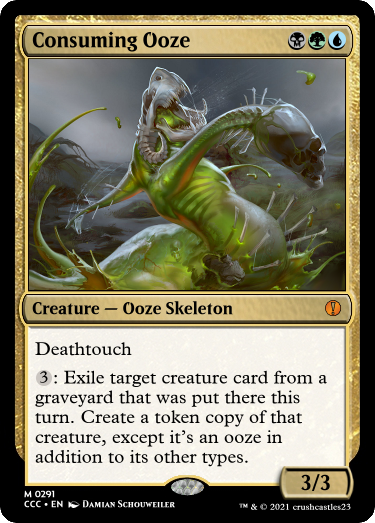 Consuming Ooze
Creature — Ooze Skeleton
Deathtouch
3: Exile target creature card from a
graveyard that was put there this
turn. Create a token copy of that
creature, except it's an ooze in
addition to its other types.
3/3
M 0291
CCC • EN Damian Schouweiler
™ & © 2021 crushcastles23